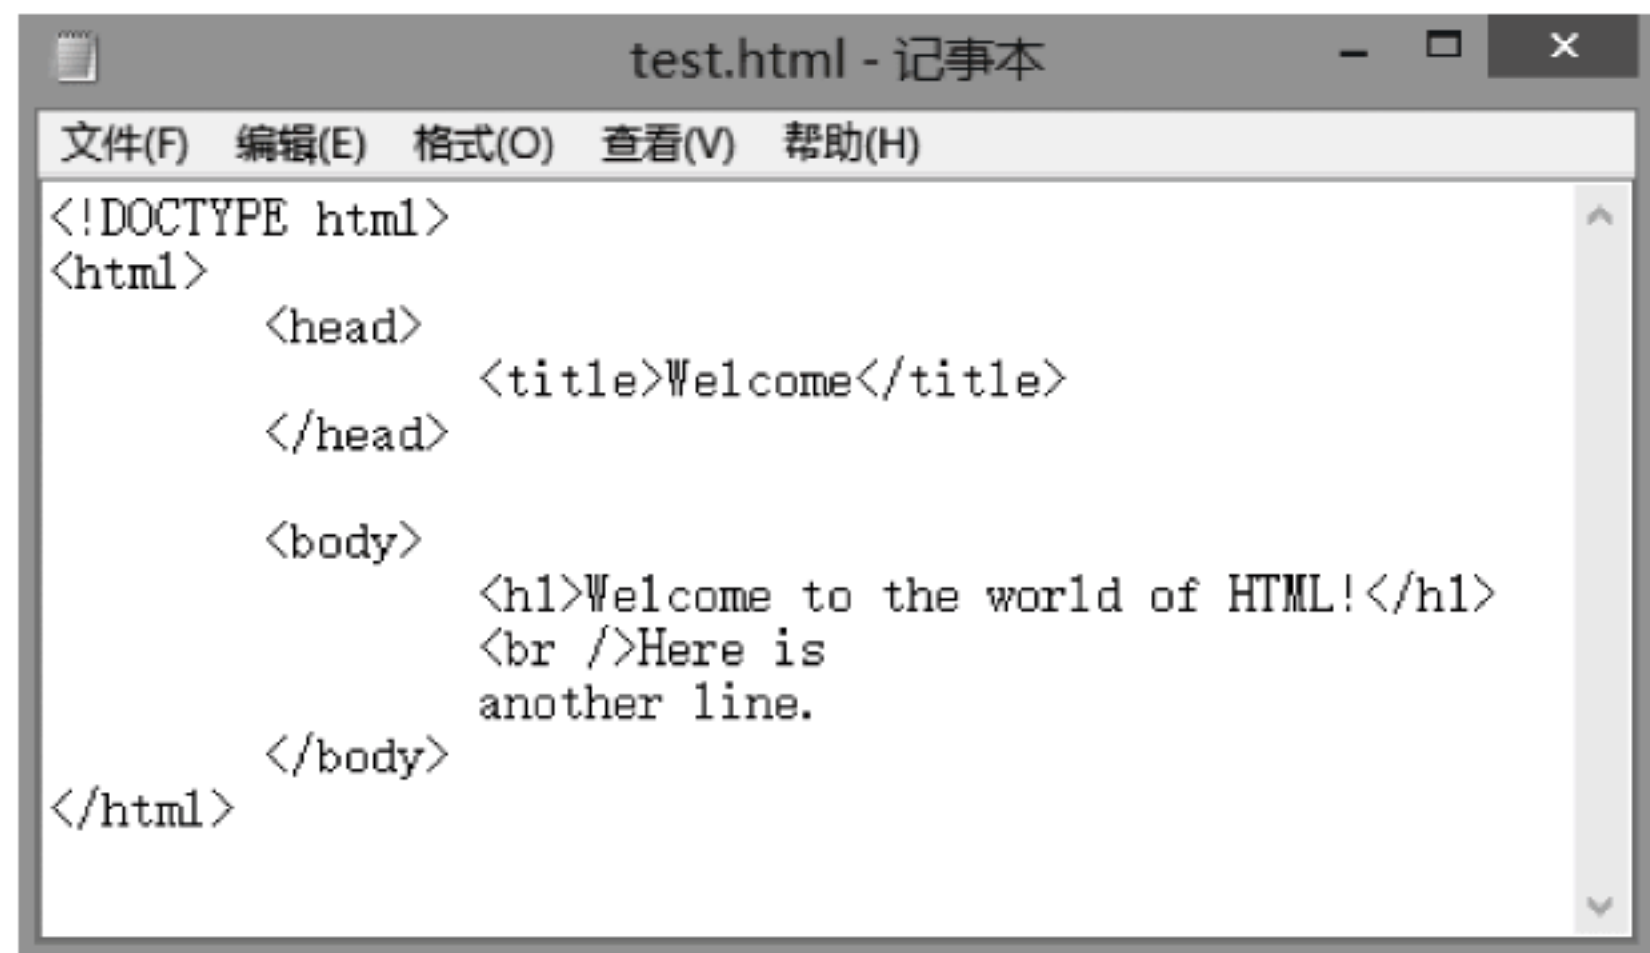 test.html - 记事本
文件(F) 编辑(E) 格式(O) 查看(V) 帮助(H)
<!DOCTYPE html>
<html>
<head>
<title>Welcome</title>
</head>
<body>
<h1>Welcome to the world of HTML!</h1>
<br />Here is
another line.
</body>
</html>